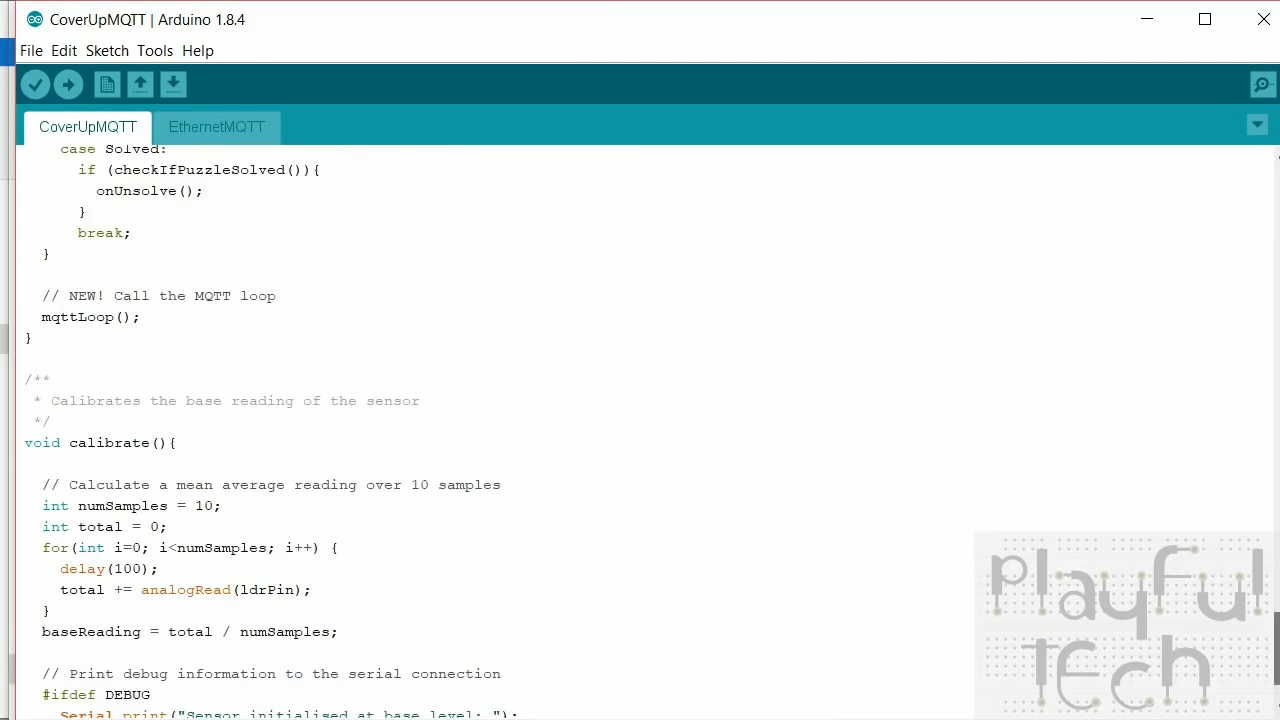 CoverUpMQTT | Arduino 1.8.4
File Edit Sketch Tools Help
CoverUpMQTT EthernetMQTT
case Solved:
if (checkIfPuzzleSolved()){
onUnsolve();
}
break;
}
// NEW! Call the MQTT loop
mqttLoop();
}
/**
* Calibrates the base reading of the sensor
*/
void calibrate(){
// Calculate a mean average reading over 10 samples
int numSamples = 10;
int total = 0;
for(int i=0; i<numSamples; i++) {
delay(100);
total += analogRead(ldrPin);
}
baseReading = total / numSamples;
// Print debug information to the serial connection
#ifdef DEBUG
Serial.print("Sensor initialised at base level: ");
playful
TEch